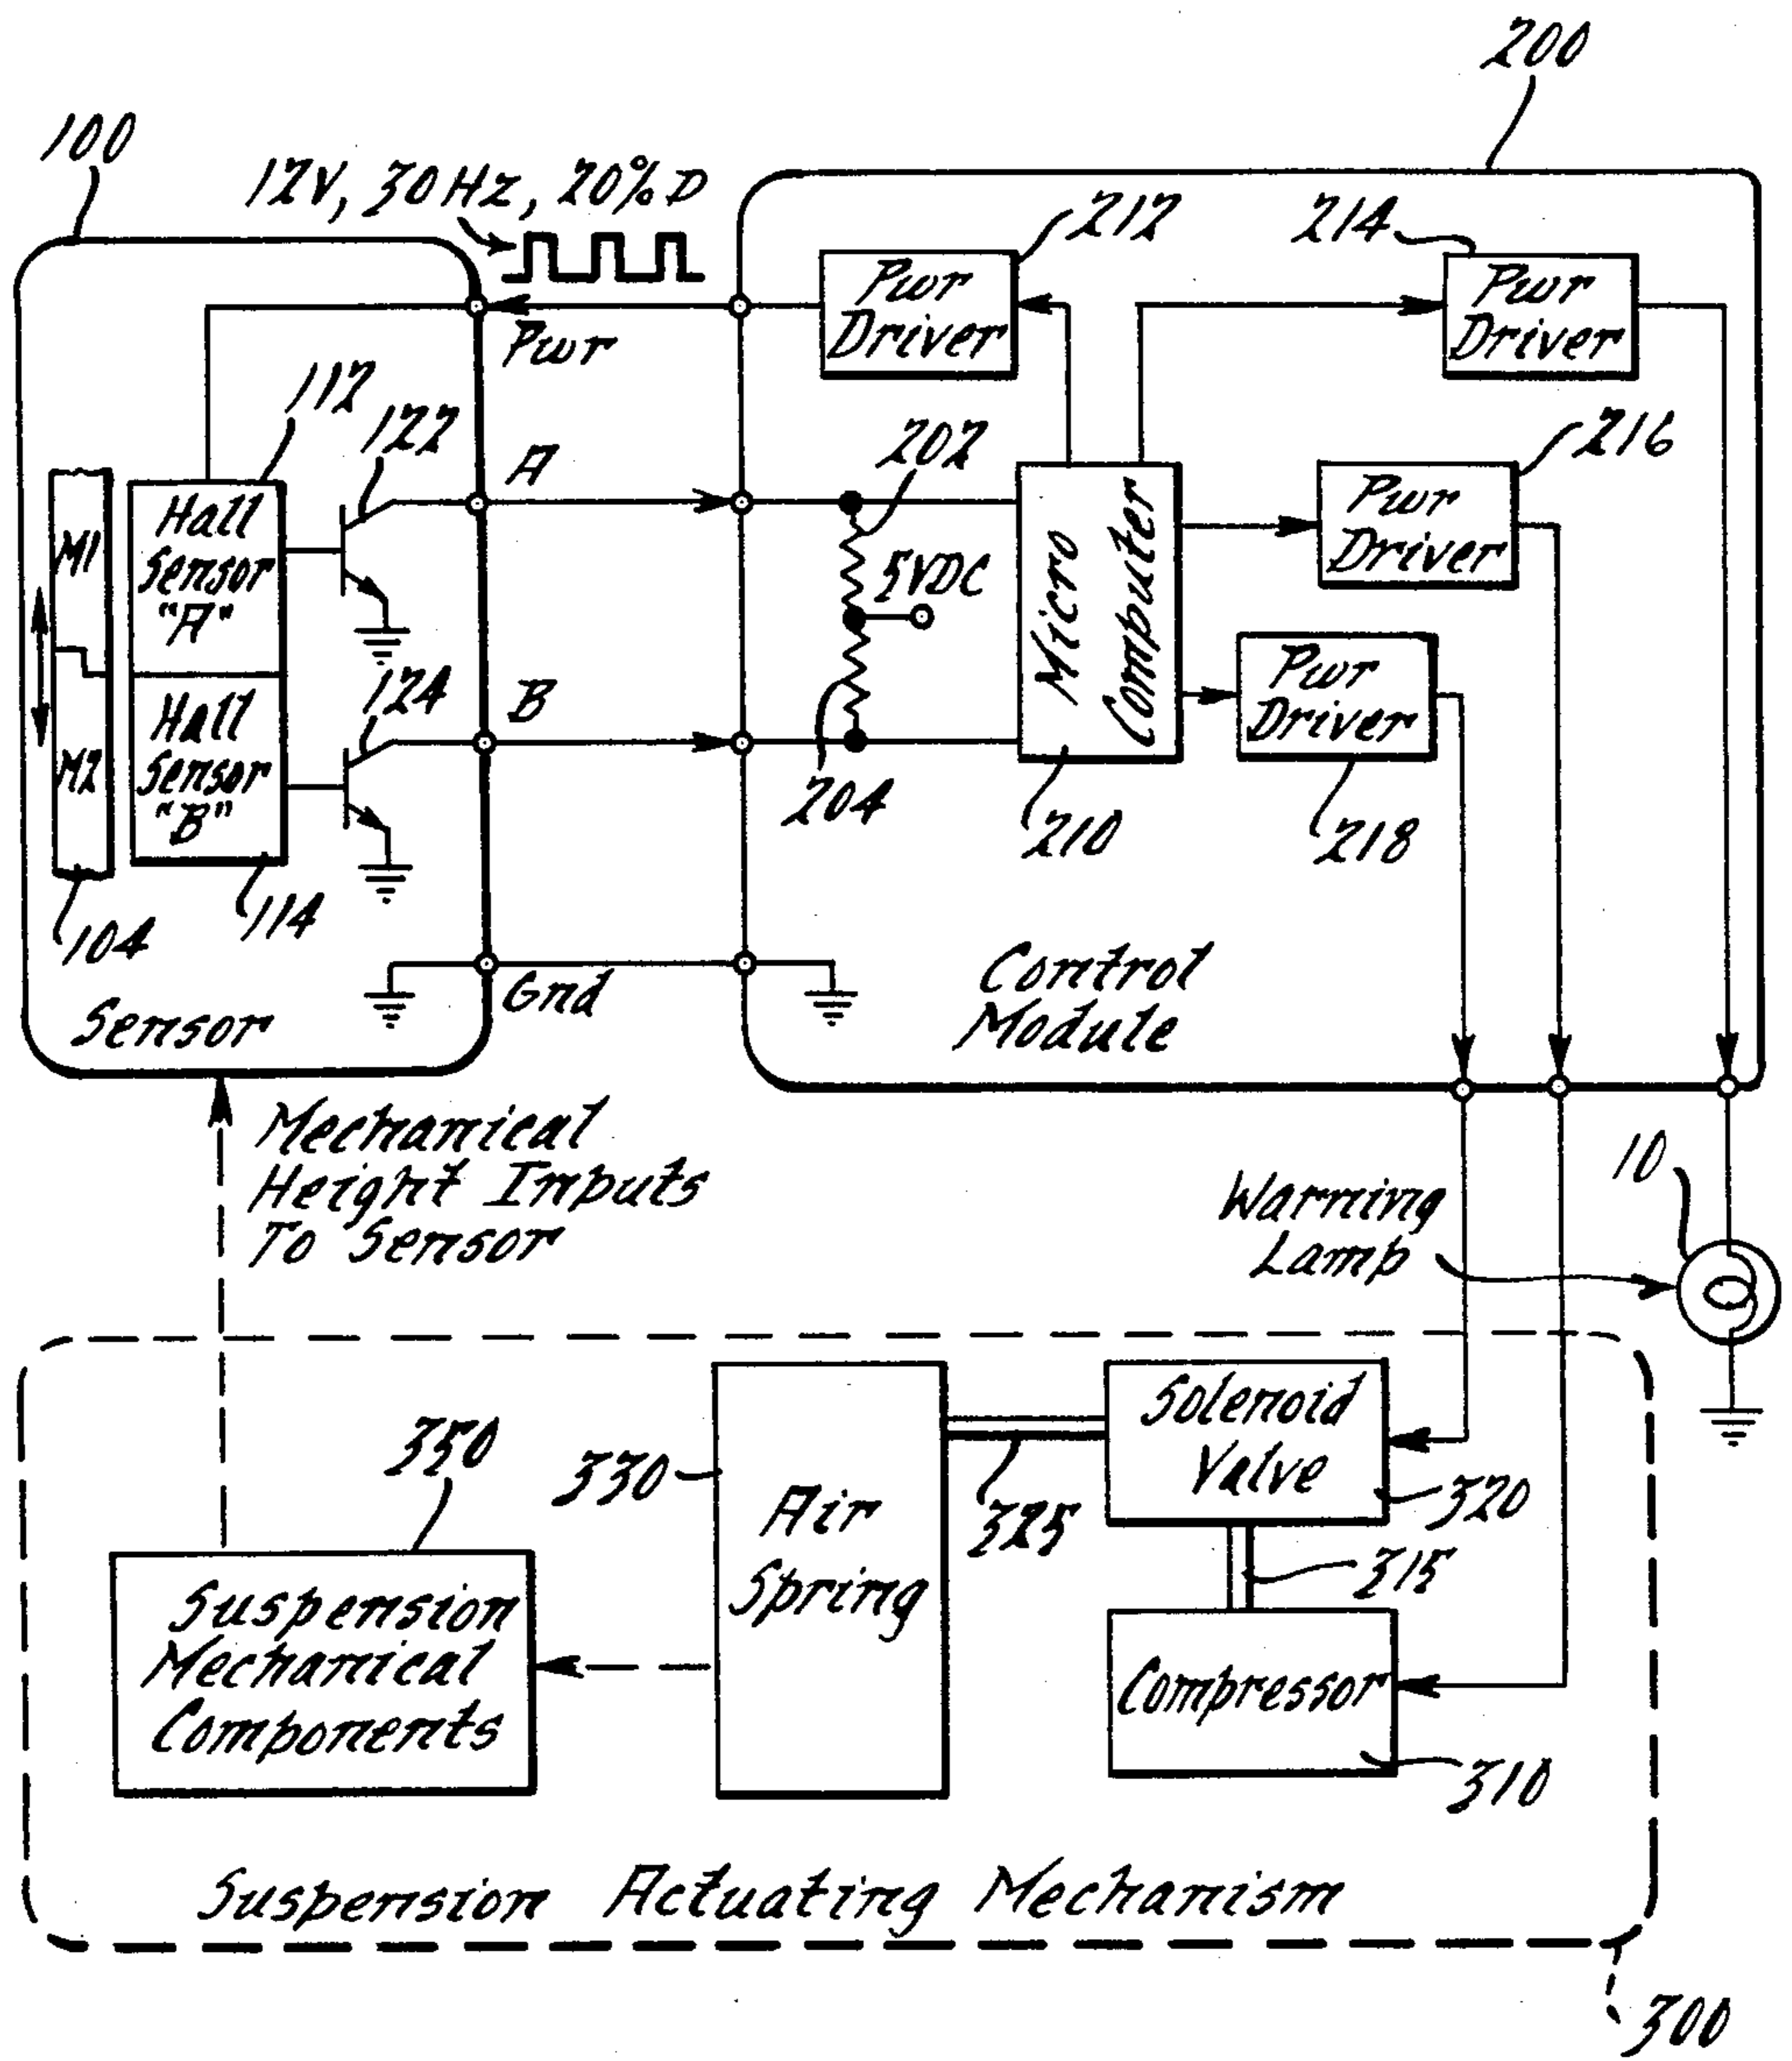 200
100
12V, 30Hz, 20% D
212
214
Pwr
Driver
Pwr
Driver
Pwr
112
122
A
202
216
M1
Hall
Sensor
"A"
5VDC
Micro
Computer
Pwr
Driver
124
B
Pwr
Driver
M2
Hall
Sensor
"B"
204
210
218
104
114
Gnd
Sensor
Control
Module
Mechanical
Height Inputs
To Sensor
10
Warning
Lamp
350
330
Air
Spring
325
Solenoid
Valve
320
315
Suspension
Mechanical
Components
Compressor
310
Suspension Actuating Mechanism
300